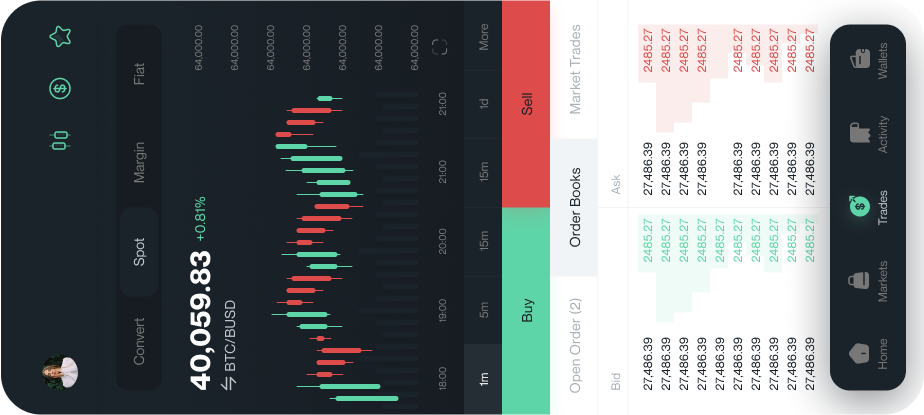 Convert Spot Margin Fiat
40,059.83 +0.81%
BTC/BUSD
64,000.00
64,000.00
64,000.00
64,000.00
64,000.00
64,000.00
64,000.00
18:00 19:00 20:00 21:00 21:00
1m 5m 15m 15m 1d More
Buy Sell
Open Order (2) Order Books Market Trades
Bid Ask
27,486.39 2485.27 27,486.39 2485.27
27,486.39 2485.27 27,486.39 2485.27
27,486.39 2485.27 27,486.39 2485.27
27,486.39 2485.27 27,486.39 2485.27
27,486.39 2485.27
27,486.39 2485.27 27,486.39 2485.27
27,486.39 2485.27 27,486.39 2485.27
27,486.39 2485.27 27,486.39 2485.27
27,486.39 2485.27 27,486.39 2485.27
27,486.39 2485.27 27,486.39 2485.27
Home Markets Trades Activity Wallets